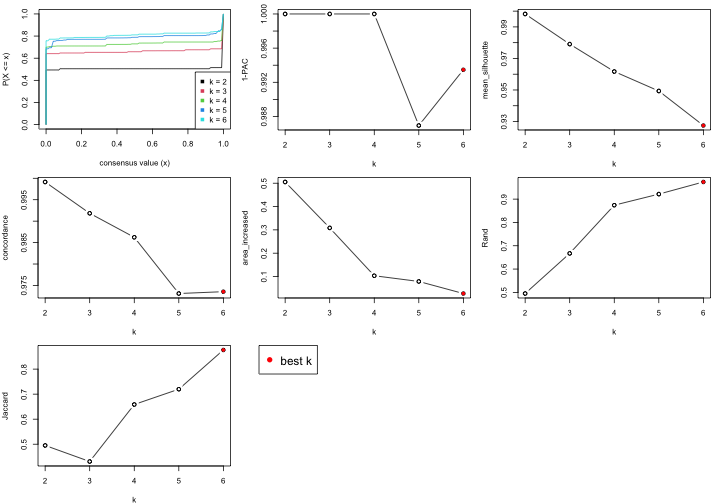 P(X <= x)
0.0 0.2 0.4 0.6 0.8 1.0
k = 2
k = 3
k = 4
k = 5
k = 6
0.0 0.2 0.4 0.6 0.8 1.0
consensus value (x)
1-PAC
0.988 0.992 0.996 1.000
2 3 4 5 6
k
mean_silhouette
0.93 0.95 0.97 0.99
2 3 4 5 6
k
concordance
0.975 0.985 0.995
2 3 4 5 6
k
area_increased
0.1 0.2 0.3 0.4 0.5
2 3 4 5 6
k
Rand
0.5 0.6 0.7 0.8 0.9
2 3 4 5 6
k
Jaccard
0.5 0.6 0.7 0.8
2 3 4 5 6
k
best k